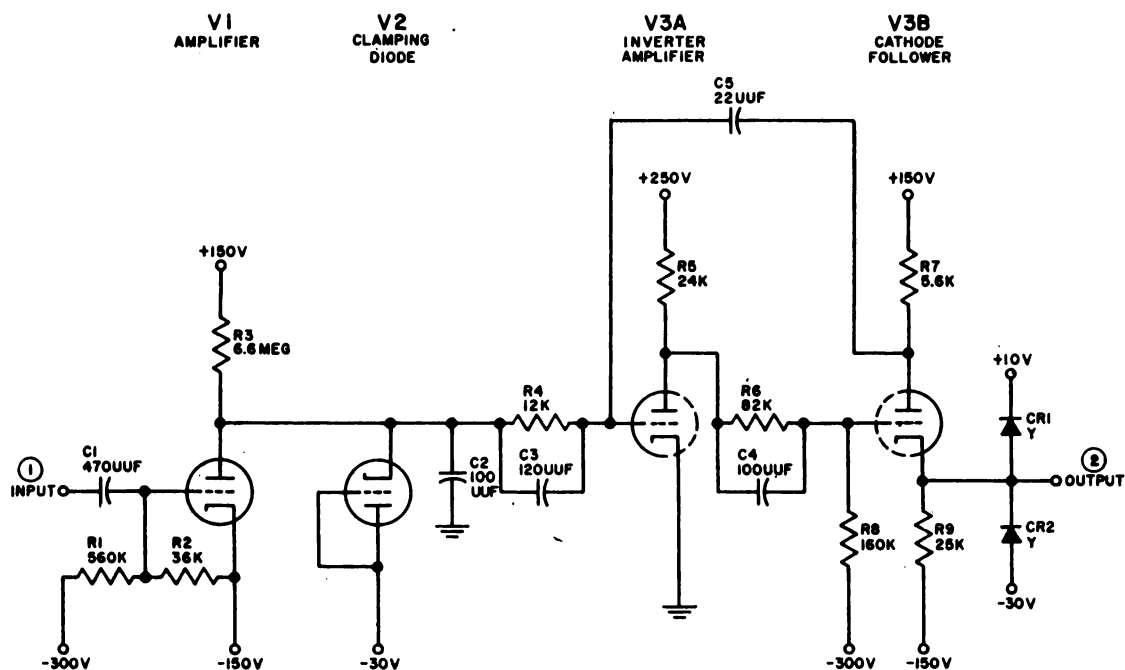 V1
AMPLIFIER
V2
CLAMPING
DIODE
V3A
INVERTER
AMPLIFIER
V3B
CATHODE
FOLLOWER
C5
22UUF
+250V
+150V
+150V
R5
24K
R7
5.6K
R3
6.6MEG
+10V
R4
12K
R6
82K
CR1
Y
C1
470UUF
1
INPUT
C2
100
UUF
C3
120UUF
C4
100UUF
2
OUTPUT
R1
560K
R2
36K
R8
160K
R9
25K
CR2
Y
-30V
-300V
-150V
-30V
-300V
-150V